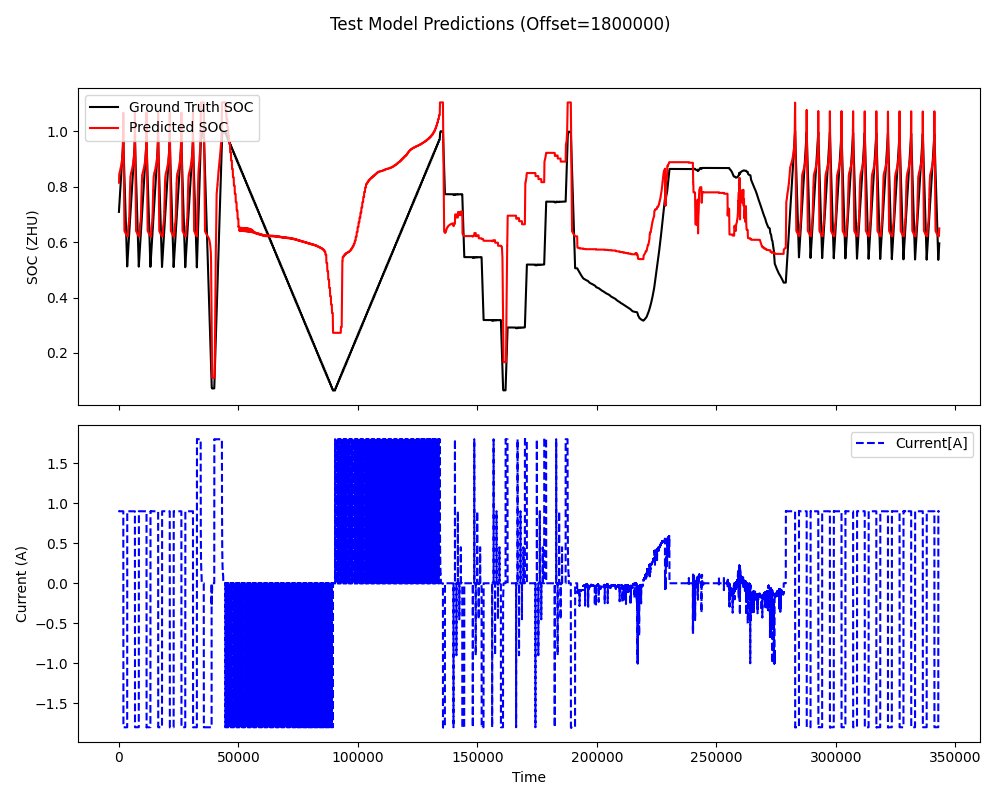 Test Model Predictions (Offset=1800000)
Ground Truth SOC
Predicted SOC
SOC (ZHU)
1.0
0.8
0.6
0.4
0.2
Current[A]
Current (A)
1.5
1.0
0.5
0.0
−0.5
−1.0
−1.5
0 50000 100000 150000 200000 250000 300000 350000
Time